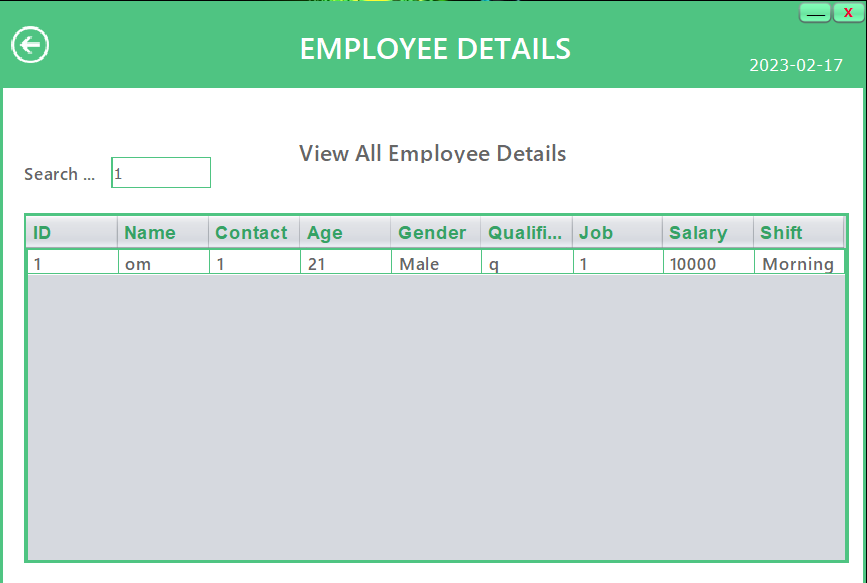 X
EMPLOYEE DETAILS
2023-02-17
View All Employee Details
Search ... 1
ID Name Contact Age Gender Qualifi... Job Salary Shift
1 om 1 21 Male q 1 10000 Morning